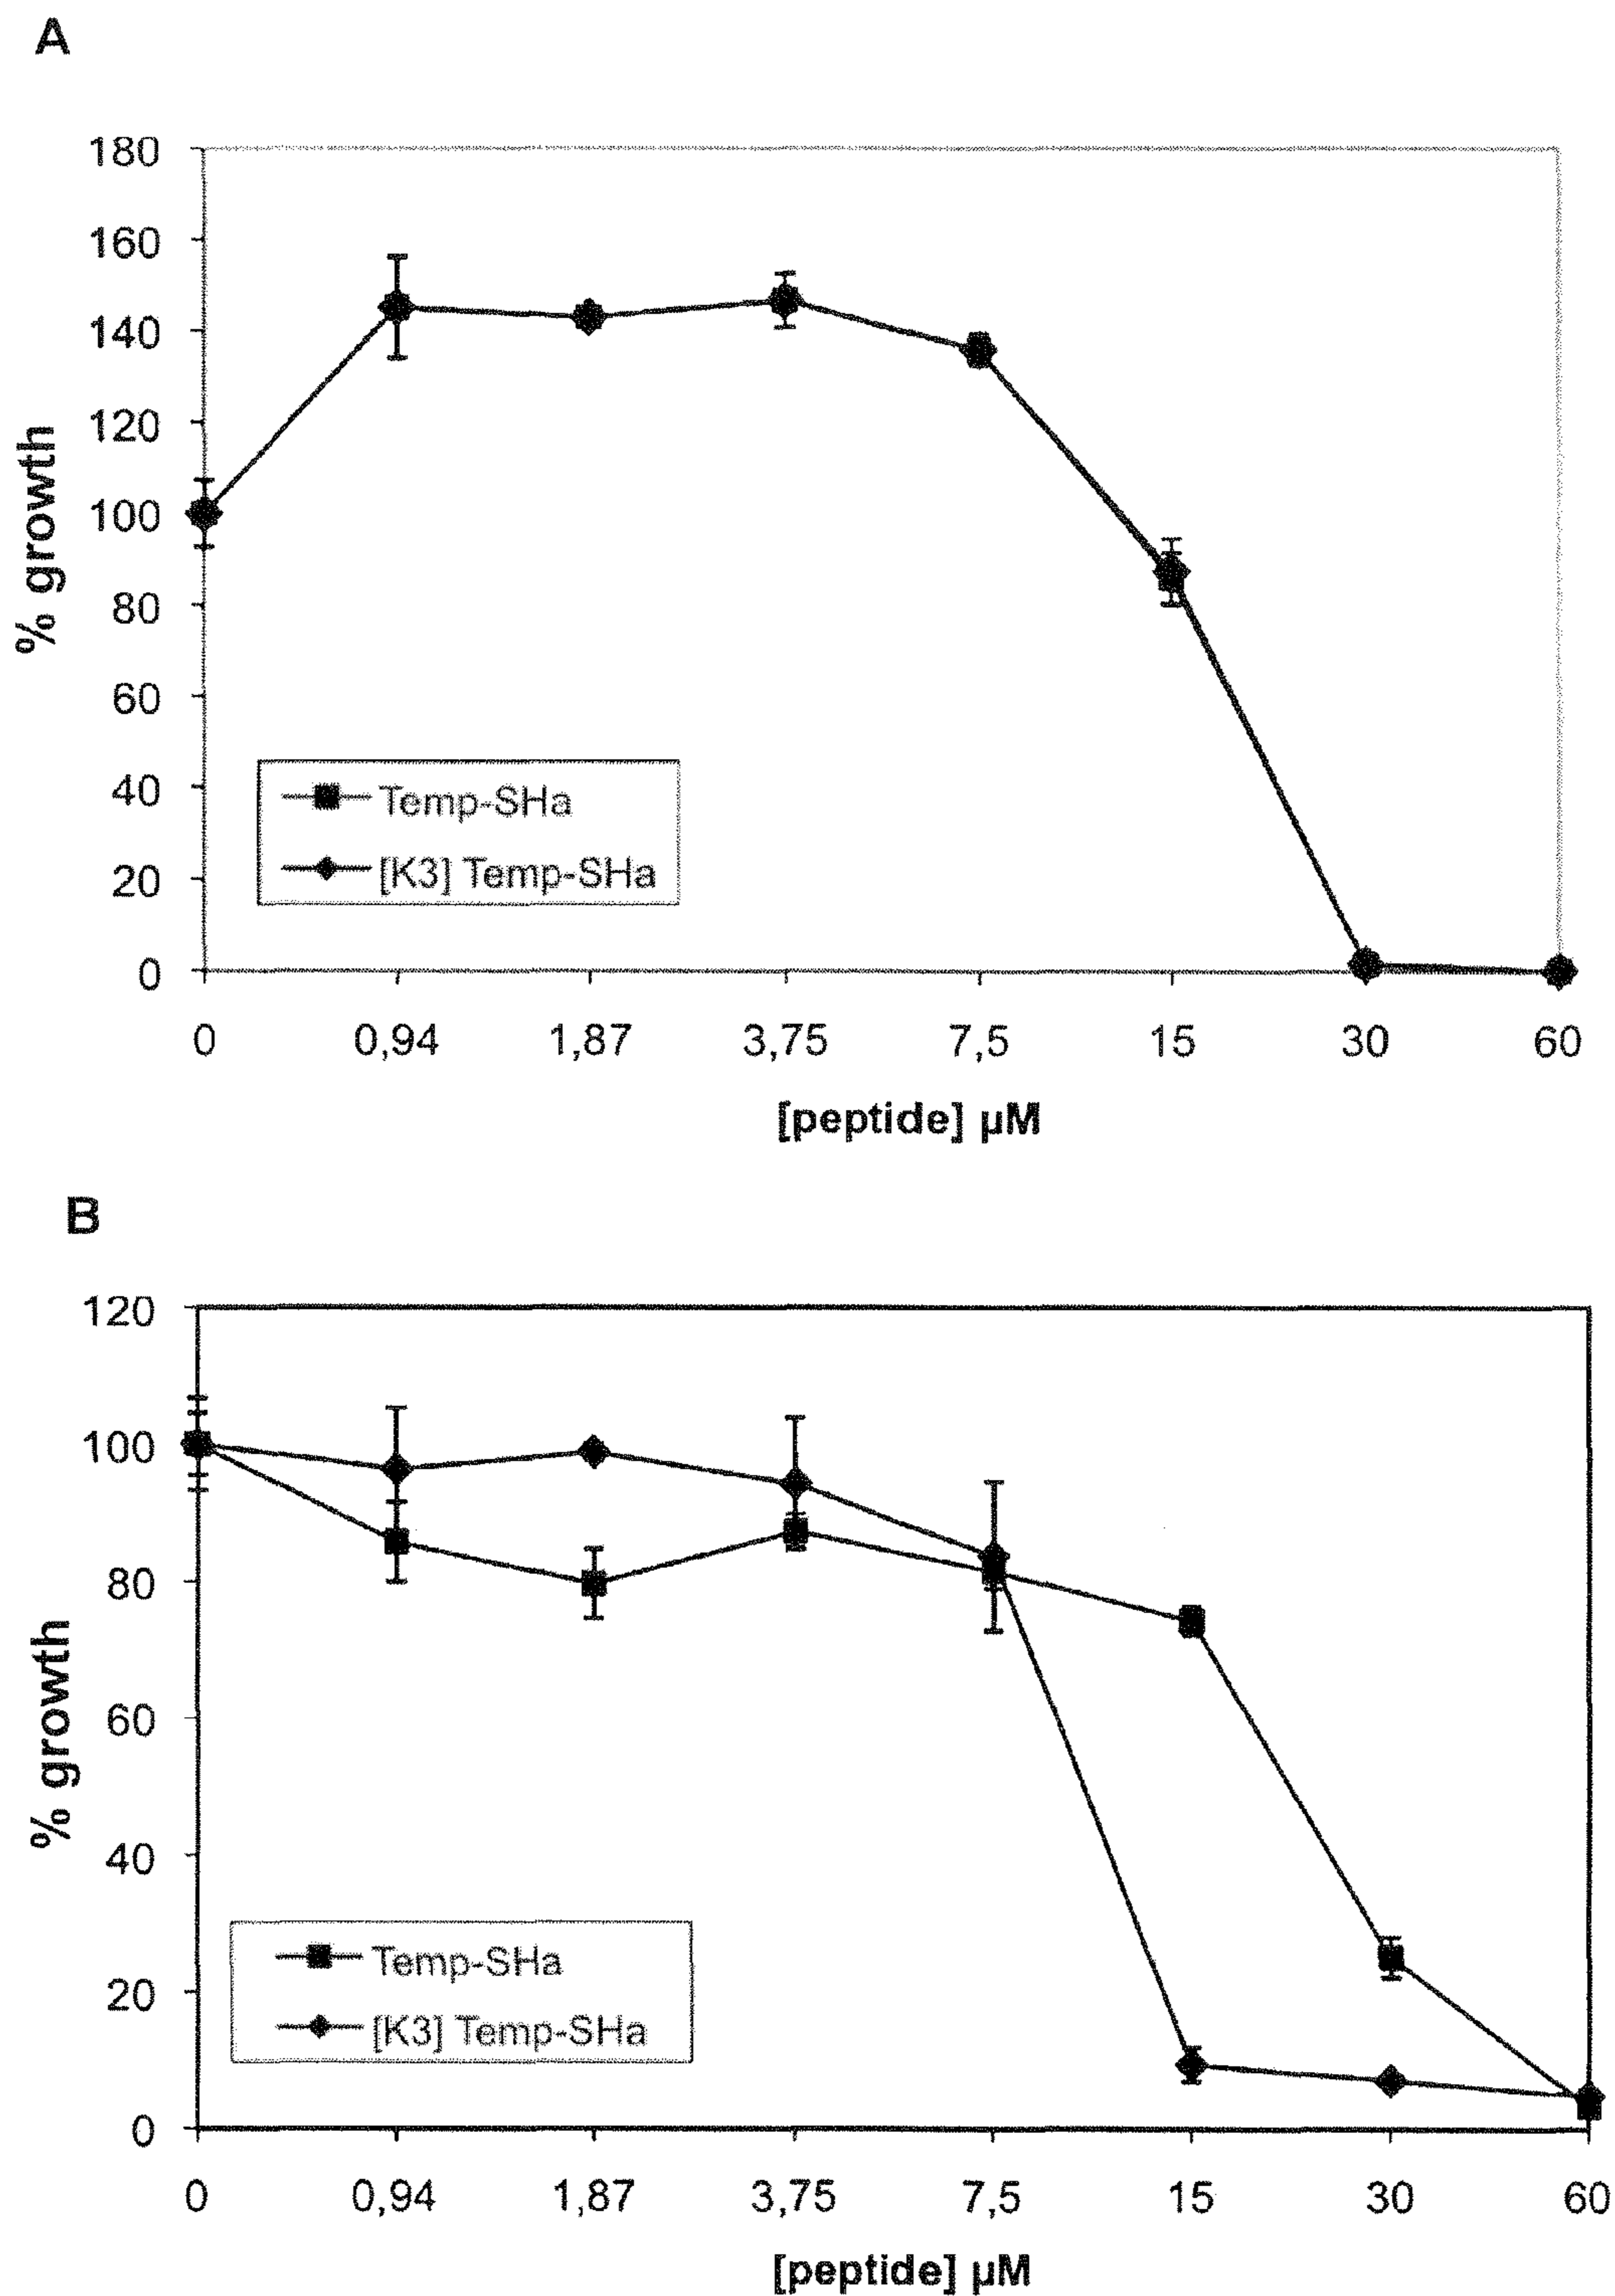 A
180
160
140
120
100
80
60
40
20
0
% growth
Temp-SHa
[K3] Temp-SHa
0 0,94 1,87 3,75 7,5 15 30 60
[peptide] µM
B
120
100
80
60
40
20
0
% growth
Temp-SHa
[K3] Temp-SHa
0 0,94 1,87 3,75 7,5 15 30 60
[peptide] µM